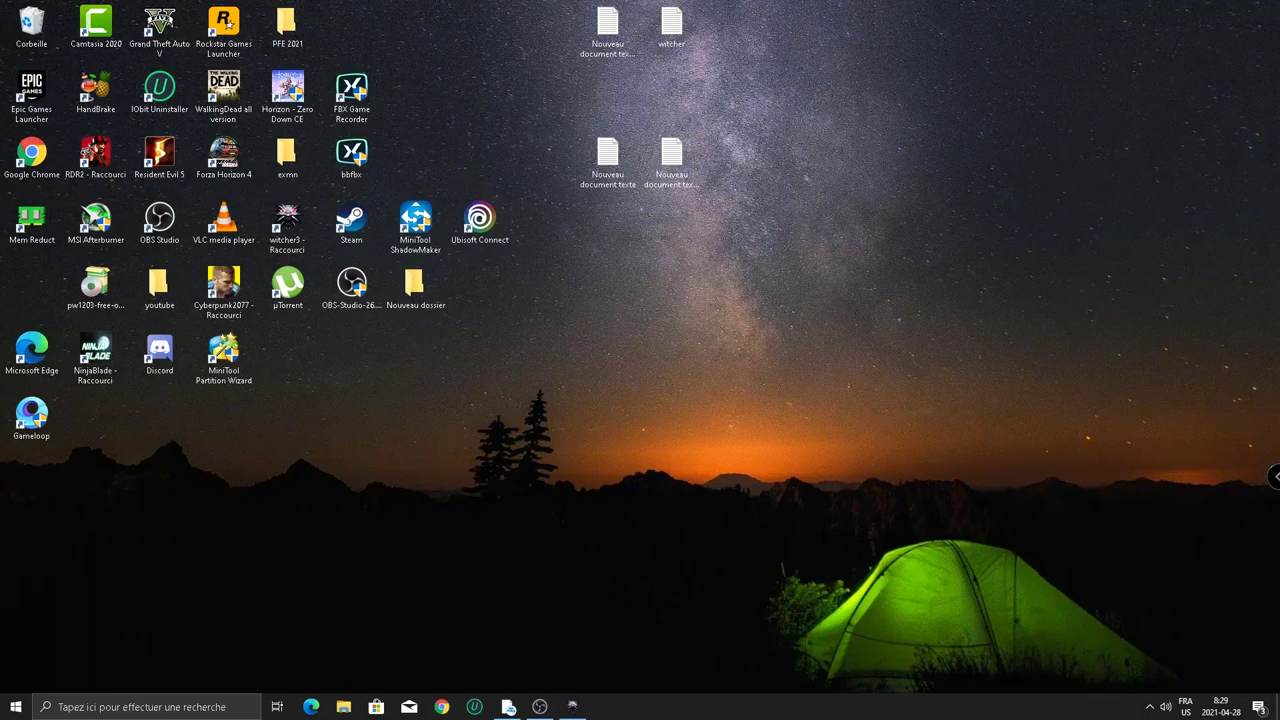 Corbeille
Camtasia 2020
Grand Theft Auto
V
Rockstar Games
Launcher
PFE 2021
Nouveau
document tex...
witcher
Epic Games
Launcher
HandBrake
IObit Uninstaller
WalkingDead all
version
Horizon - Zero
Down CE
FBX Game
Recorder
Google Chrome
RDR2 - Raccourci
Resident Evil 5
Forza Horizon 4
exmn
bbfbx
Nouveau
document texte
Nouveau
document tex...
Mem Reduct
MSI Afterburner
OBS Studio
VLC media player
witcher3 -
Raccourci
Steam
MiniTool
ShadowMaker
Ubisoft Connect
pw1203-free-o...
youtube
Cyberpunk2077 -
Raccourci
µTorrent
OBS-Studio-26....
Nouveau dossier
Microsoft Edge
NinjaBlade -
Raccourci
Discord
MiniTool
Partition Wizard
Gameloop
Tapez ici pour effectuer une recherche
FRA
US
8:29
2021-04-28